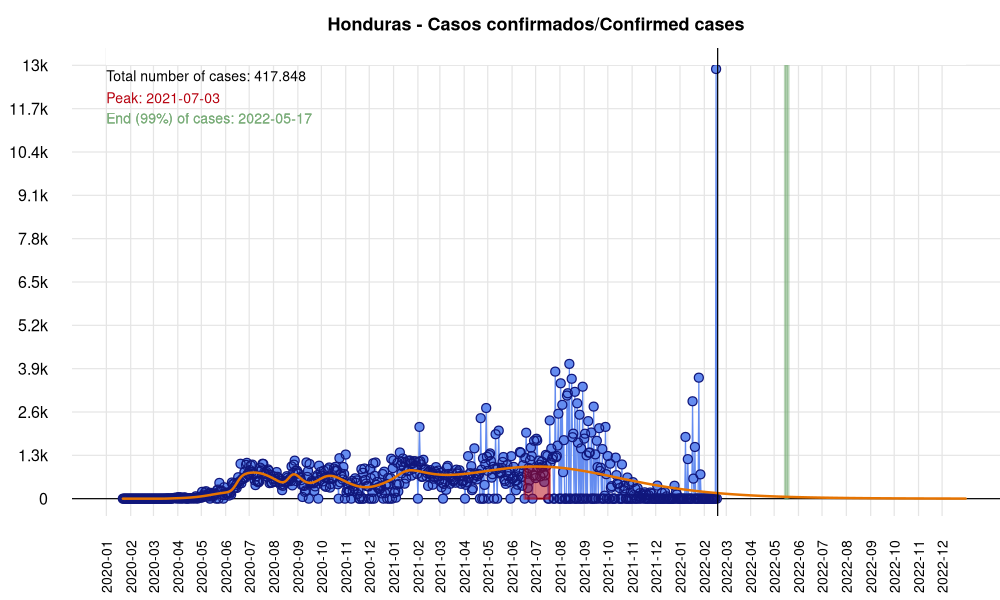 Honduras - Casos confirmados/Confirmed cases
Total number of cases: 417.848
Peak: 2021-07-03
End (99%) of cases: 2022-05-17
13k
11.7k
10.4k
9.1k
7.8k
6.5k
5.2k
3.9k
2.6k
1.3k
0
2020-01
2020-02
2020-03
2020-04
2020-05
2020-06
2020-07
2020-08
2020-09
2020-10
2020-11
2020-12
2021-01
2021-02
2021-03
2021-04
2021-05
2021-06
2021-07
2021-08
2021-09
2021-10
2021-11
2021-12
2022-01
2022-02
2022-03
2022-04
2022-05
2022-06
2022-07
2022-08
2022-09
2022-10
2022-11
2022-12